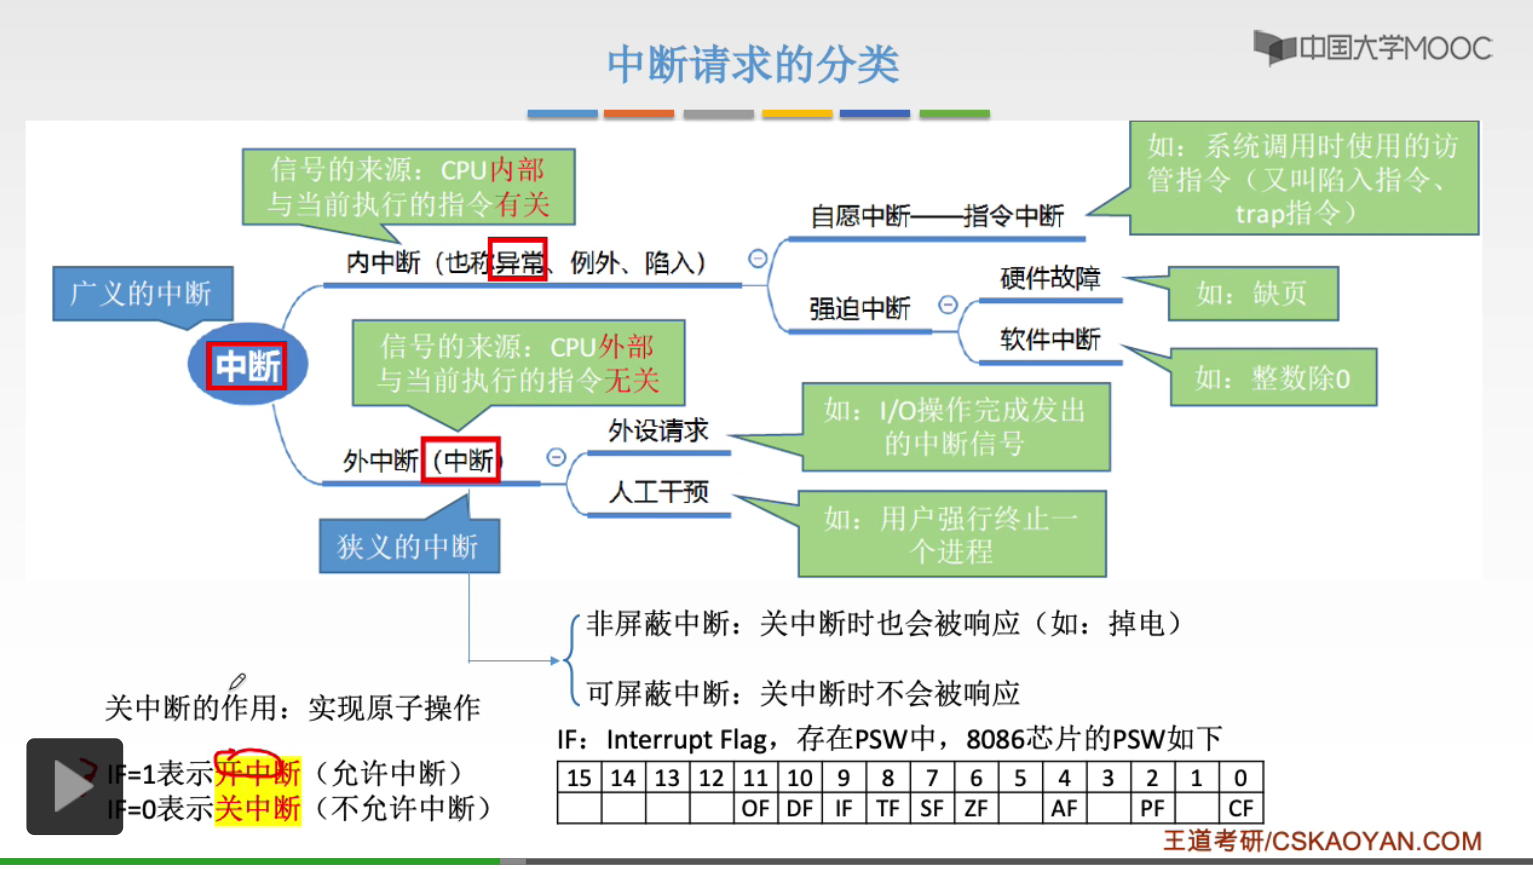 中断请求的分类
中国大学MOOC
信号的来源：CPU内部
与当前执行的指令有关
如：系统调用时使用的访
管指令（又叫陷入指令、
trap指令）
自愿中断——指令中断
内中断（也称异常、例外、陷入）
广义的中断
硬件故障
如：缺页
强迫中断
软件中断
如：整数除0
中断
信号的来源：CPU外部
与当前执行的指令无关
外设请求
如：I/O操作完成发出
的中断信号
外中断（中断）
人工干预
如：用户强行终止一
个进程
狭义的中断
非屏蔽中断：关中断时也会被响应（如：掉电）
可屏蔽中断：关中断时不会被响应
关中断的作用：实现原子操作
IF=1表示开中断（允许中断）
IF=0表示关中断（不允许中断）
IF：Interrupt Flag，存在PSW中，8086芯片的PSW如下
15 14 13 12 11 10 9 8 7 6 5 4 3 2 1 0
OF DF IF TF SF ZF AF PF CF
王道考研/CSKAOYAN.COM